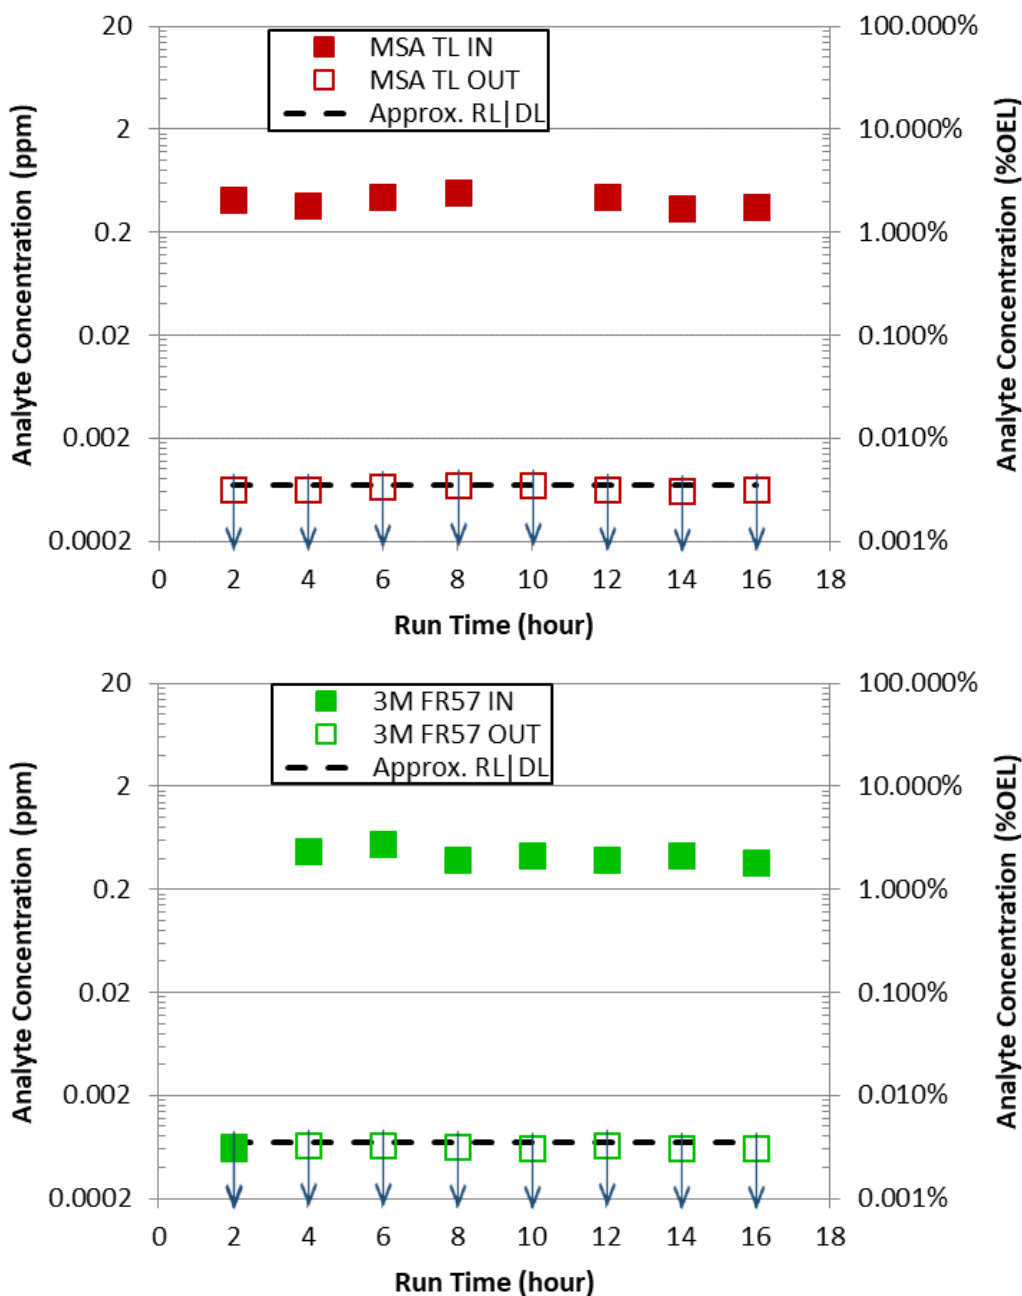 20
2
0.2
0.02
0.002
0.0002
Analyte Concentration (ppm)
MSA TL IN
MSA TL OUT
Approx. RL|DL
100.000%
10.000%
1.000%
0.100%
0.010%
0.001%
Analyte Concentration (%OEL)
0 2 4 6 8 10 12 14 16 18
Run Time (hour)
20
2
0.2
0.02
0.002
0.0002
Analyte Concentration (ppm)
3M FR57 IN
3M FR57 OUT
Approx. RL|DL
100.000%
10.000%
1.000%
0.100%
0.010%
0.001%
Analyte Concentration (%OEL)
0 2 4 6 8 10 12 14 16 18
Run Time (hour)